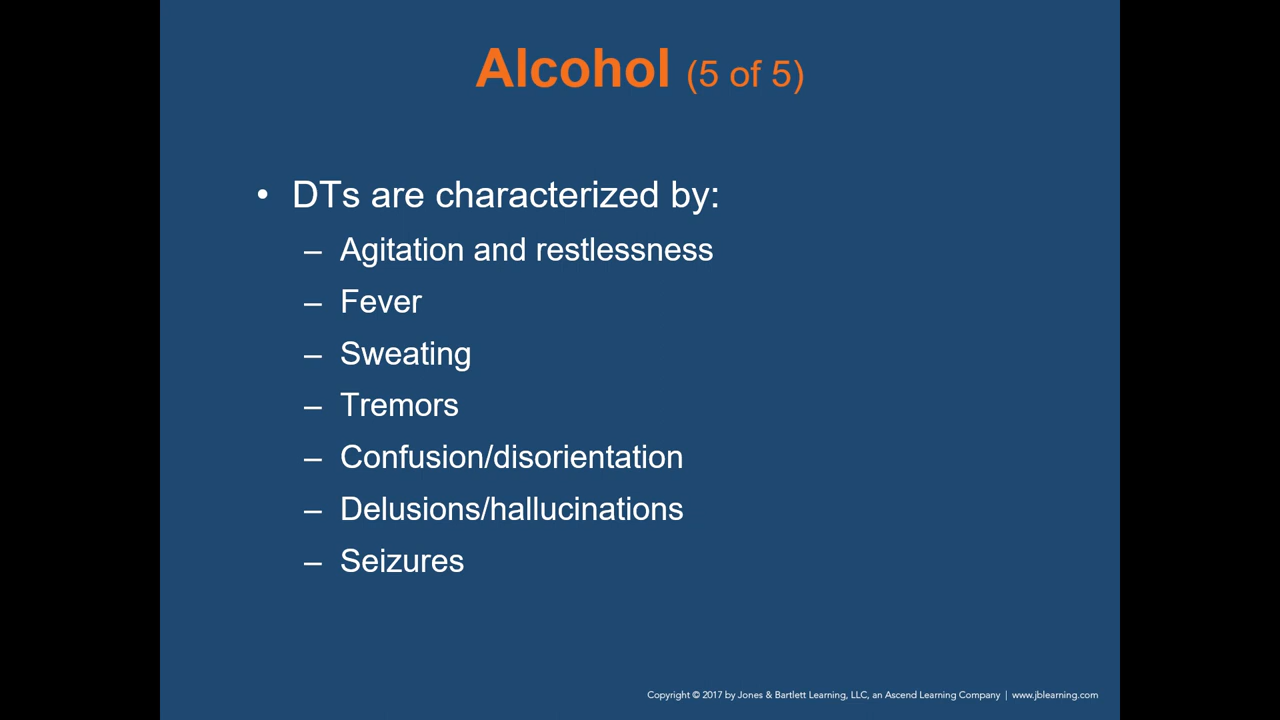 Alcohol (5 of 5)
• DTs are characterized by:
– Agitation and restlessness
– Fever
– Sweating
– Tremors
– Confusion/disorientation
– Delusions/hallucinations
– Seizures
Copyright © 2017 by Jones & Bartlett Learning, LLC, an Ascend Learning Company | www.jblearning.com